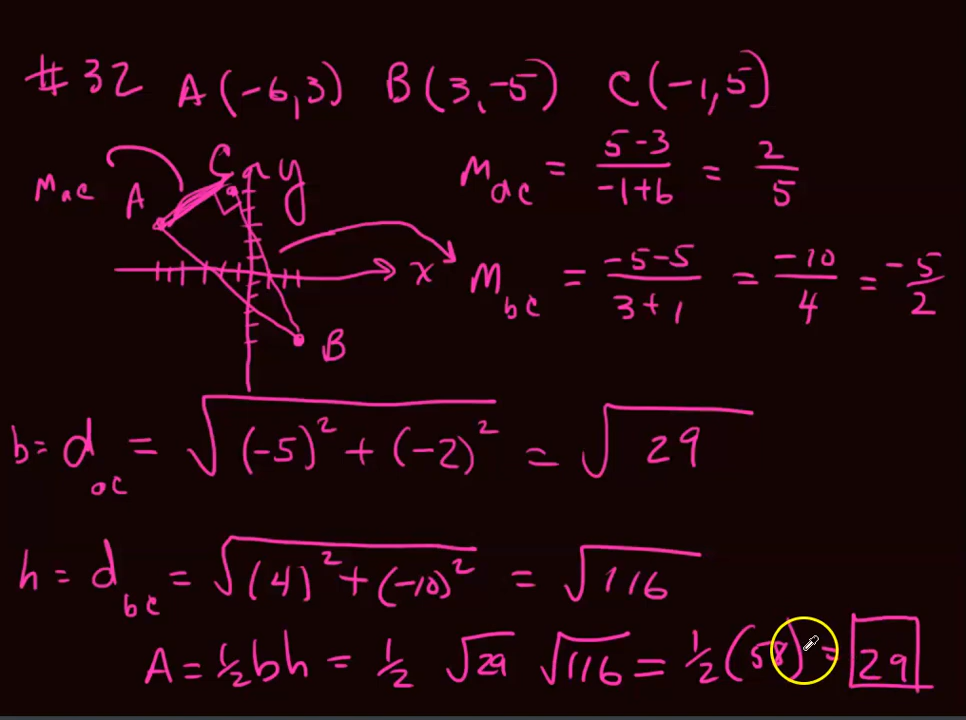 #32 A(-6,3) B(3,-5) C(-1,5)
m_ac = (5-3)/(-1+6) = 2/5
m_ac A C y
x
m_bc = (-5-5)/(3+1) = -10/4 = -5/2
B
b = d_ac = √((-5)² + (-2)²) = √29
h = d_bc = √((4)² + (-10)²) = √116
A = ½bh = ½ √29 √116 = ½(58) = 29